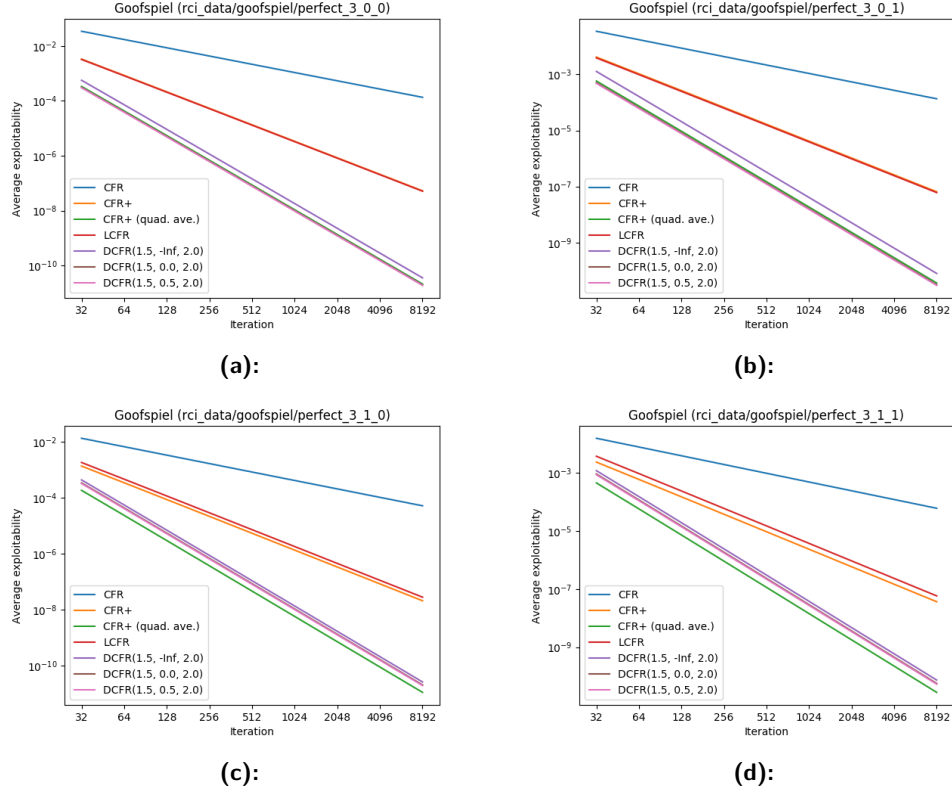 Goofspiel (rci_data/goofspiel/perfect_3_0_0)
Average exploitability
10⁻²
10⁻⁴
10⁻⁶
10⁻⁸
10⁻¹⁰
CFR
CFR+
CFR+ (quad. ave.)
LCFR
DCFR(1.5, -Inf, 2.0)
DCFR(1.5, 0.0, 2.0)
DCFR(1.5, 0.5, 2.0)
32 64 128 256 512 1024 2048 4096 8192
Iteration
(a):
Goofspiel (rci_data/goofspiel/perfect_3_0_1)
Average exploitability
10⁻³
10⁻⁵
10⁻⁷
10⁻⁹
CFR
CFR+
CFR+ (quad. ave.)
LCFR
DCFR(1.5, -Inf, 2.0)
DCFR(1.5, 0.0, 2.0)
DCFR(1.5, 0.5, 2.0)
32 64 128 256 512 1024 2048 4096 8192
Iteration
(b):
Goofspiel (rci_data/goofspiel/perfect_3_1_0)
Average exploitability
10⁻²
10⁻⁴
10⁻⁶
10⁻⁸
10⁻¹⁰
CFR
CFR+
CFR+ (quad. ave.)
LCFR
DCFR(1.5, -Inf, 2.0)
DCFR(1.5, 0.0, 2.0)
DCFR(1.5, 0.5, 2.0)
32 64 128 256 512 1024 2048 4096 8192
Iteration
(c):
Goofspiel (rci_data/goofspiel/perfect_3_1_1)
Average exploitability
10⁻³
10⁻⁵
10⁻⁷
10⁻⁹
CFR
CFR+
CFR+ (quad. ave.)
LCFR
DCFR(1.5, -Inf, 2.0)
DCFR(1.5, 0.0, 2.0)
DCFR(1.5, 0.5, 2.0)
32 64 128 256 512 1024 2048 4096 8192
Iteration
(d):